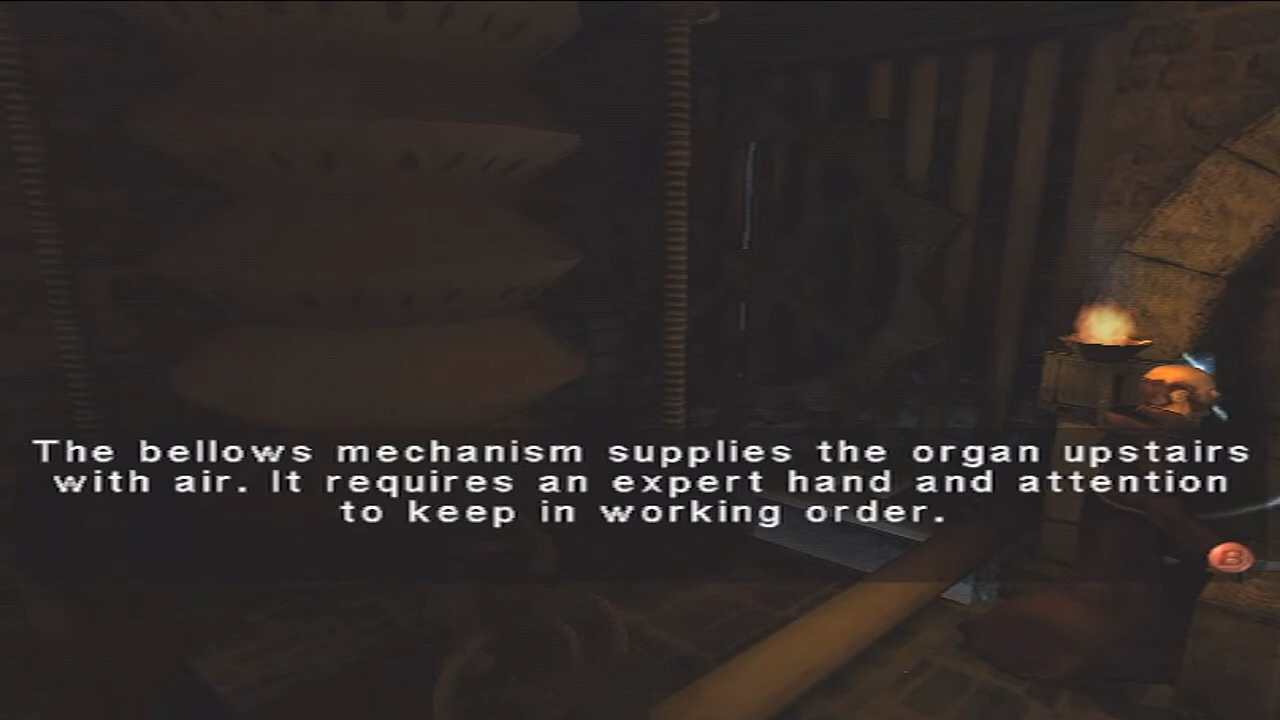 The bellows mechanism supplies the organ upstairs
with air. It requires an expert hand and attention
to keep in working order.
B